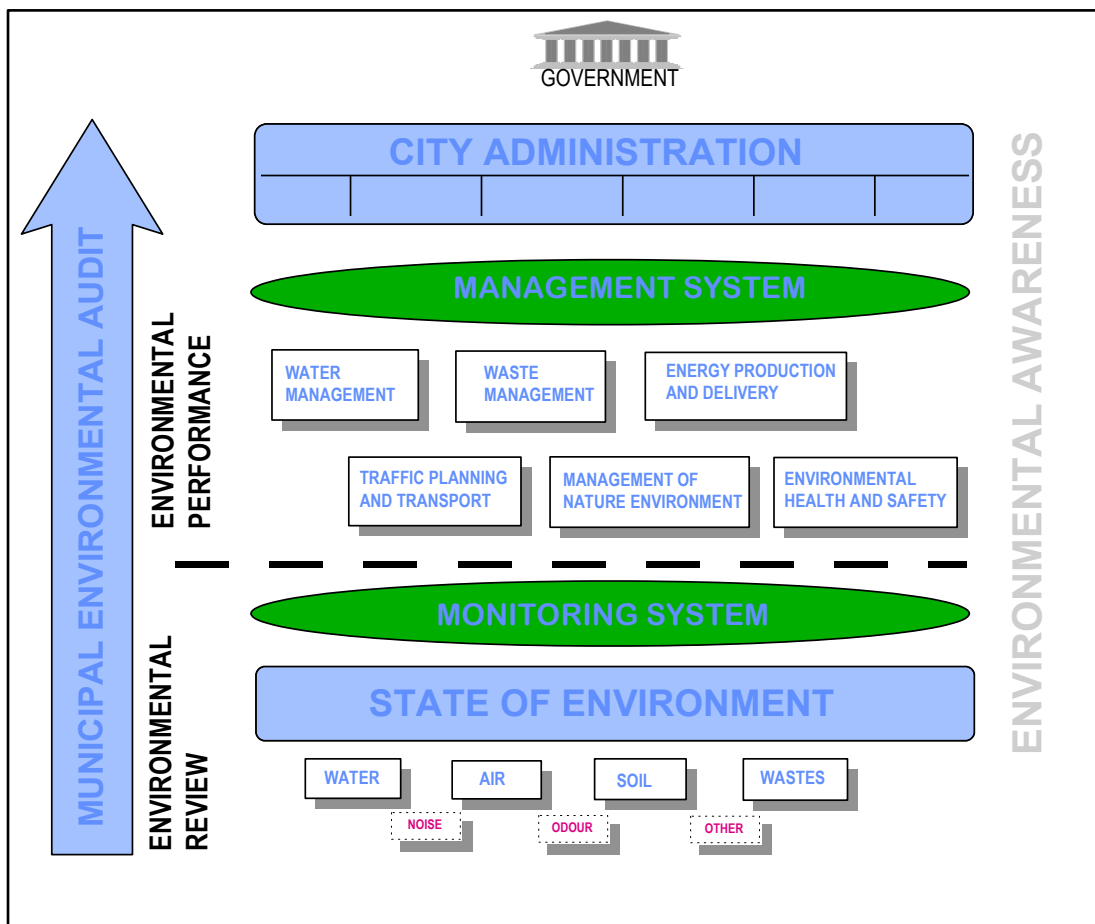 GOVERNMENT
CITY ADMINISTRATION
MUNICIPAL ENVIRONMENTAL AUDIT
ENVIRONMENTAL AWARENESS
MANAGEMENT SYSTEM
ENVIRONMENTAL
PERFORMANCE
WATER
MANAGEMENT
WASTE
MANAGEMENT
ENERGY PRODUCTION
AND DELIVERY
TRAFFIC PLANNING
AND TRANSPORT
MANAGEMENT OF
NATURE ENVIRONMENT
ENVIRONMENTAL
HEALTH AND SAFETY
MONITORING SYSTEM
ENVIRONMENTAL
REVIEW
STATE OF ENVIRONMENT
WATER
AIR
SOIL
WASTES
NOISE
ODOUR
OTHER